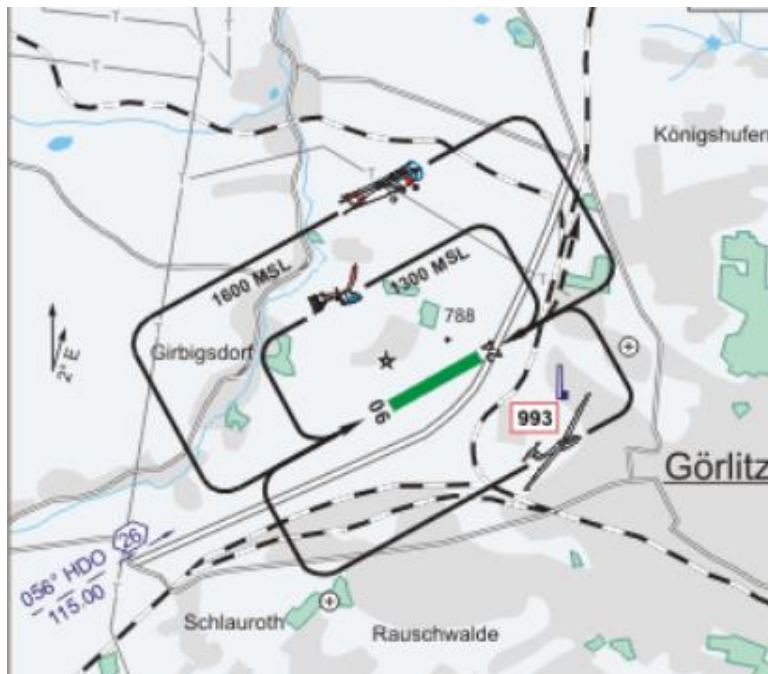 Königshufen
1600 MSL
1300 MSL
788
2° E
Girbigsdorf
24
06
993
Görlitz
26
056° HDO
115.00
Schlauroth
Rauschwalde